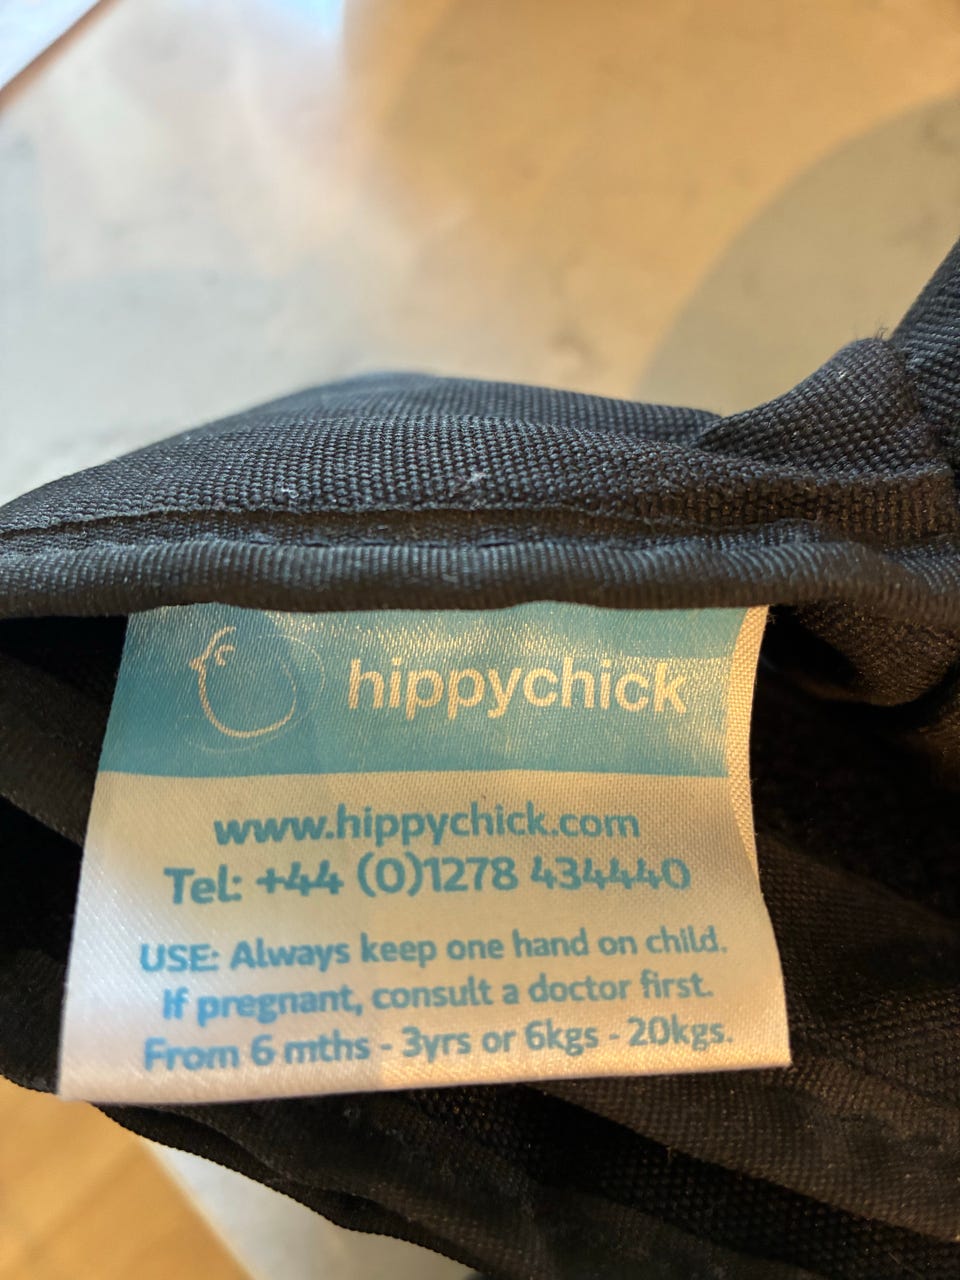 hippychick
www.hippychick.com
Tel: +44 (0)1278 434440
USE: Always keep one hand on child.
If pregnant, consult a doctor first.
From 6 mths - 3yrs or 6kgs - 20kgs.